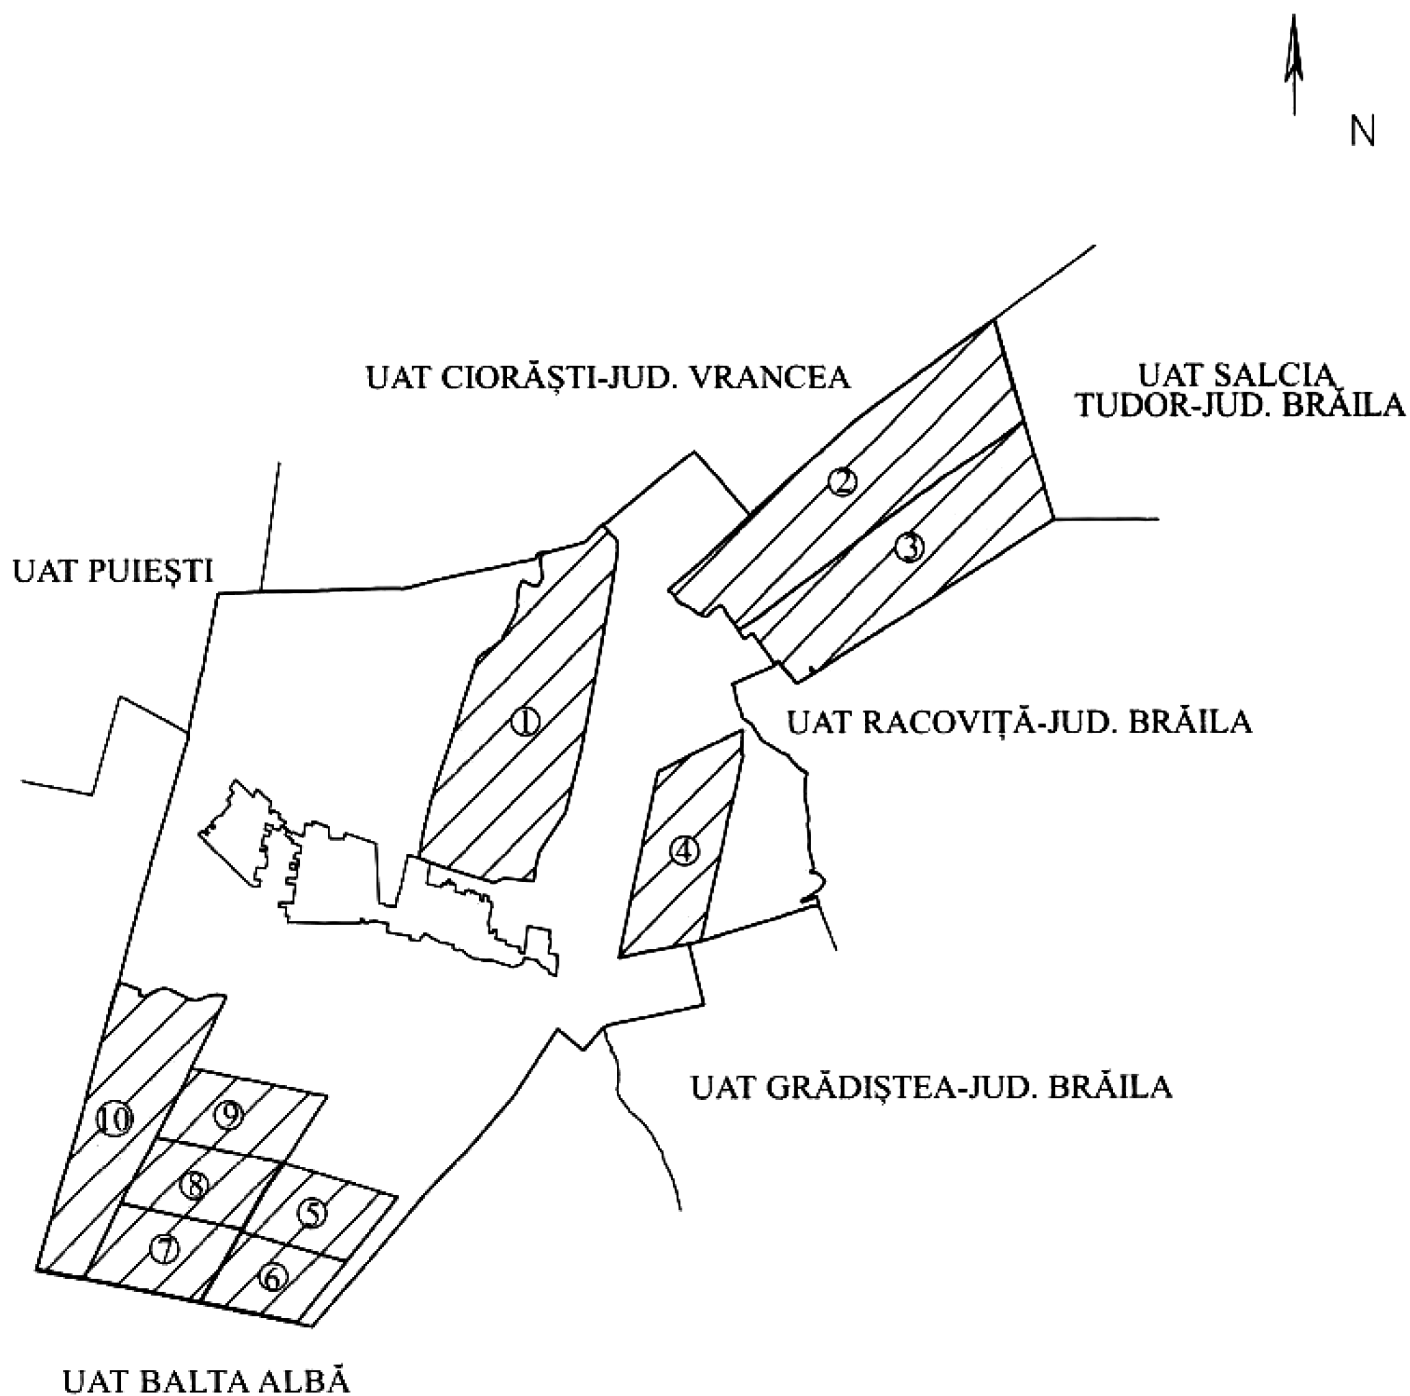 N
UAT CIORĂȘTI-JUD. VRANCEA
UAT SALCIA
TUDOR-JUD. BRĂILA
2
3
UAT PUIEȘTI
1
UAT RACOVIȚĂ-JUD. BRĂILA
4
UAT GRĂDIȘTEA-JUD. BRĂILA
10
9
8
5
7
6
UAT BALTA ALBĂ